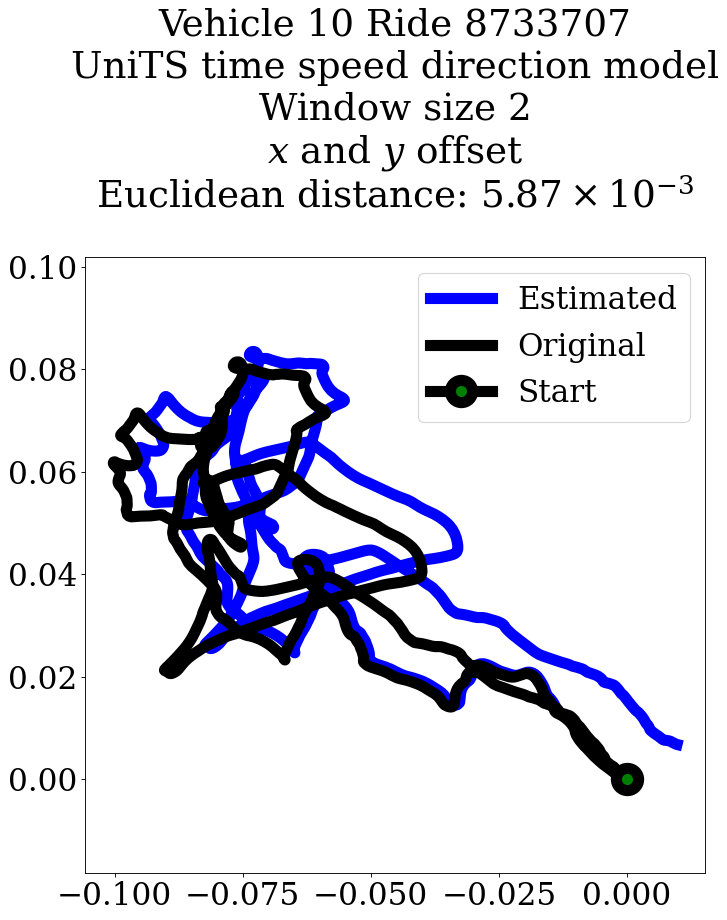 Vehicle 10 Ride 8733707
UniTS time speed direction model
Window size 2
x and y offset
Euclidean distance: 5.87 × 10⁻³
0.10
0.08
0.06
0.04
0.02
0.00
Estimated
Original
Start
−0.100 −0.075 −0.050 −0.025 0.000